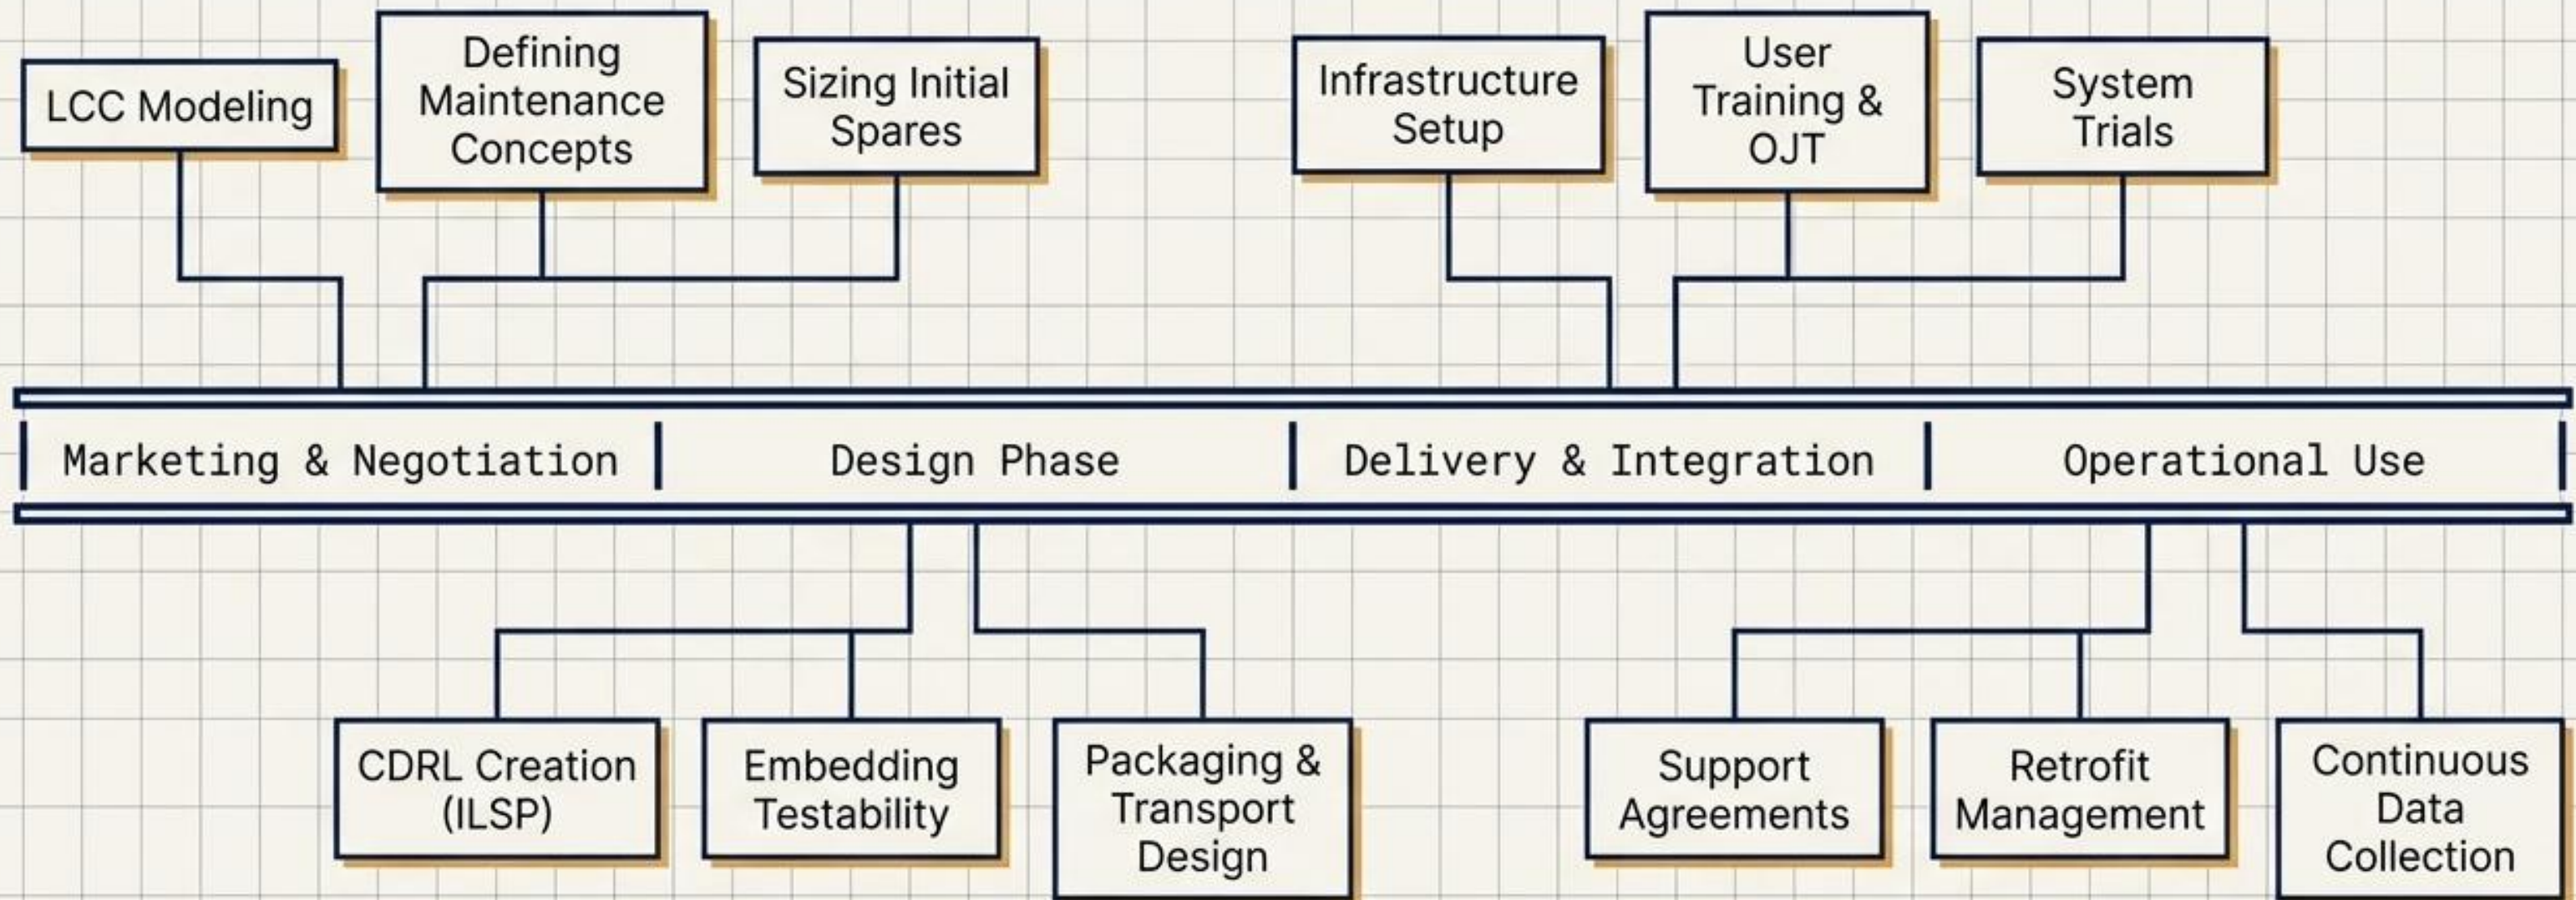 LCC Modeling
Defining
Maintenance
Concepts
Sizing Initial
Spares
Infrastructure
Setup
User
Training &
OJT
System
Trials
Marketing & Negotiation
Design Phase
Delivery & Integration
Operational Use
CDRL Creation
(ILSP)
Embedding
Testability
Packaging &
Transport
Design
Support
Agreements
Retrofit
Management
Continuous
Data
Collection